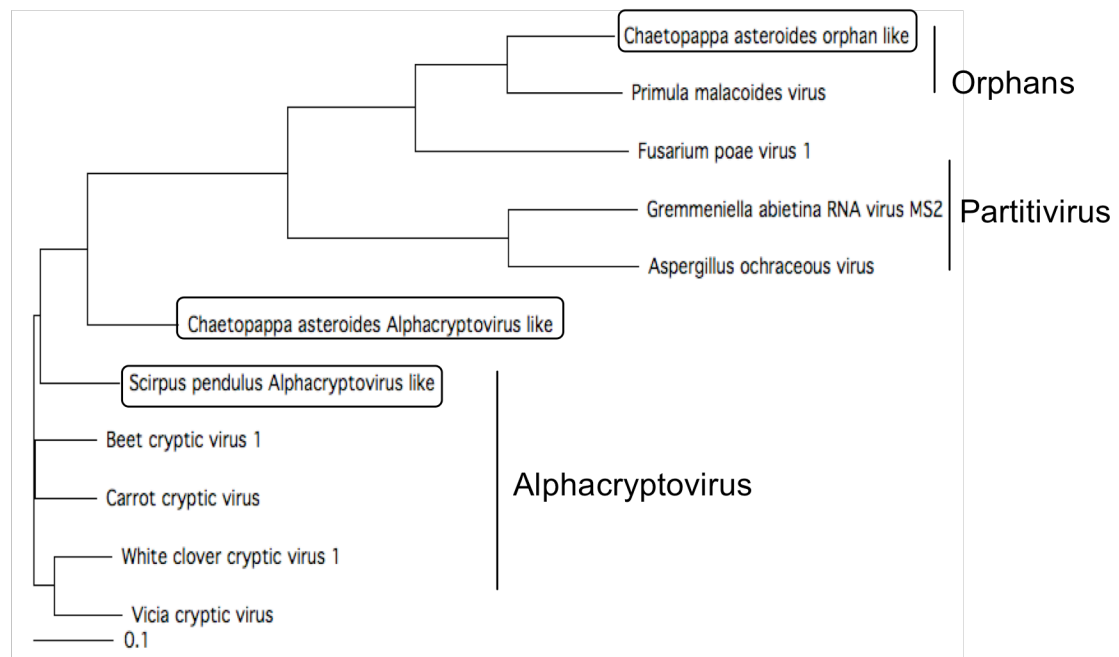 Chaetopappa asteroides orphan like
Orphans
Primula malacoides virus
Fusarium poae virus 1
Gremmeniella abietina RNA virus MS2
Partitivirus
Aspergillus ochraceous virus
Chaetopappa asteroides Alphacryptovirus like
Scirpus pendulus Alphacryptovirus like
Beet cryptic virus 1
Alphacryptovirus
Carrot cryptic virus
White clover cryptic virus 1
Vicia cryptic virus
0.1